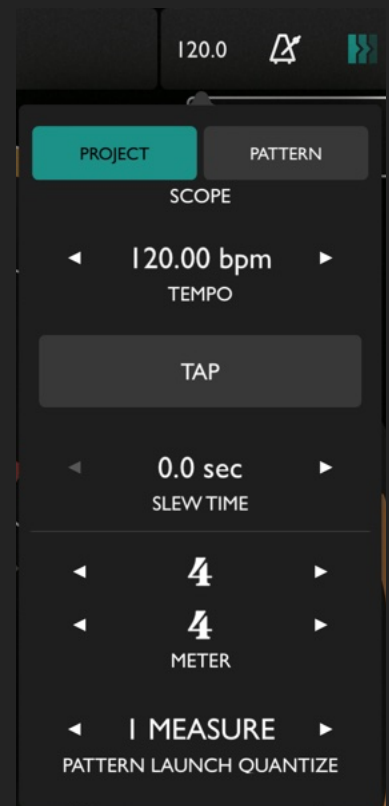 120.0
PROJECT PATTERN
SCOPE
120.00 bpm
TEMPO
TAP
0.0 sec
SLEW TIME
4
4
METER
1 MEASURE
PATTERN LAUNCH QUANTIZE